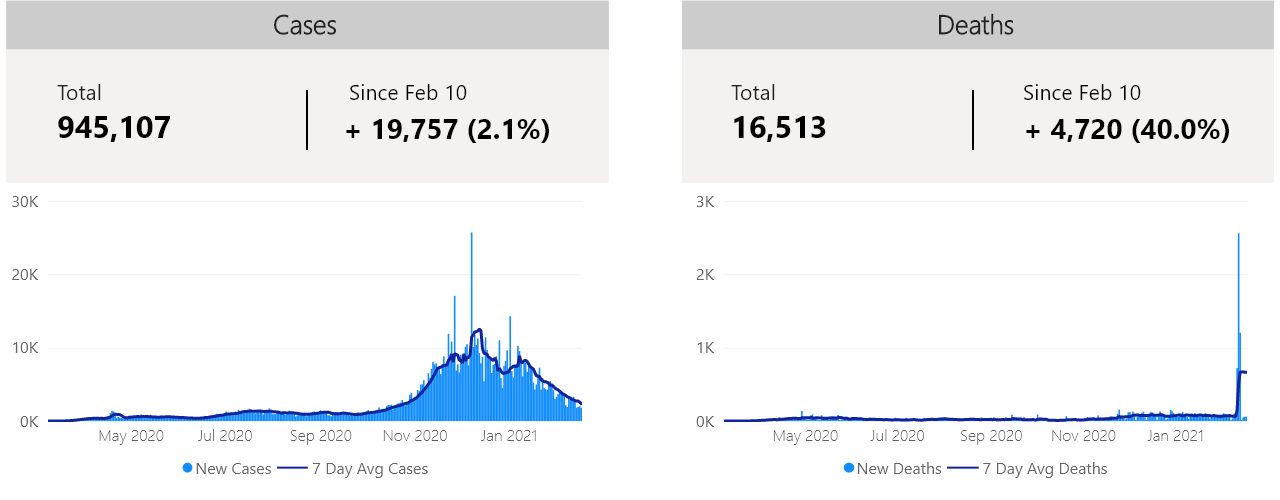 Cases
Total
945,107
Since Feb 10
+ 19,757 (2.1%)
30K
20K
10K
0K
May 2020 Jul 2020 Sep 2020 Nov 2020 Jan 2021
New Cases 7 Day Avg Cases
Deaths
Total
16,513
Since Feb 10
+ 4,720 (40.0%)
3K
2K
1K
0K
May 2020 Jul 2020 Sep 2020 Nov 2020 Jan 2021
New Deaths 7 Day Avg Deaths